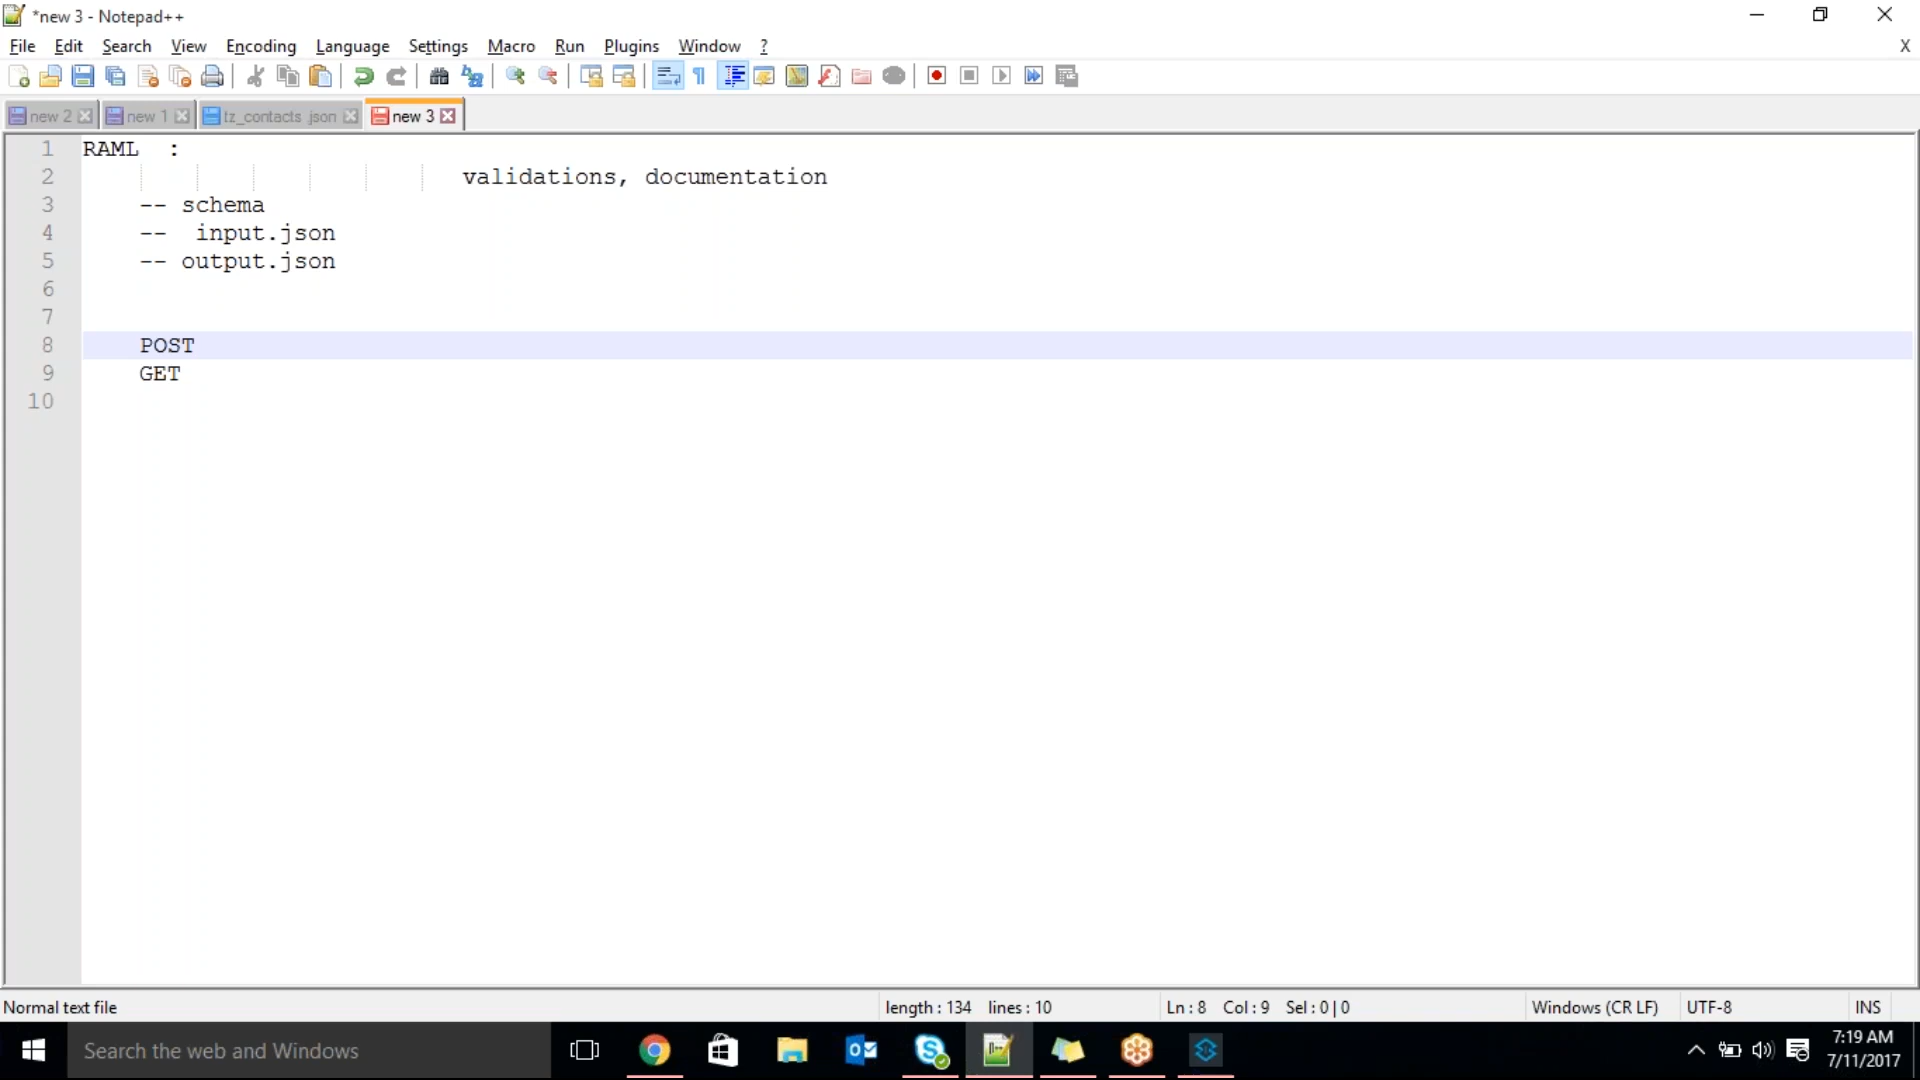 *new 3 - Notepad++
File Edit Search View Encoding Language Settings Macro Run Plugins Window ? X
new 2 new 1 tz_contacts json new 3
1 RAML :
2 validations, documentation
3 -- schema
4 -- input.json
5 -- output.json
6
7
8 POST
9 GET
10
Normal text file length : 134 lines : 10 Ln : 8 Col : 9 Sel : 0 | 0 Windows (CR LF) UTF-8 INS
Search the web and Windows
7:19 AM
7/11/2017